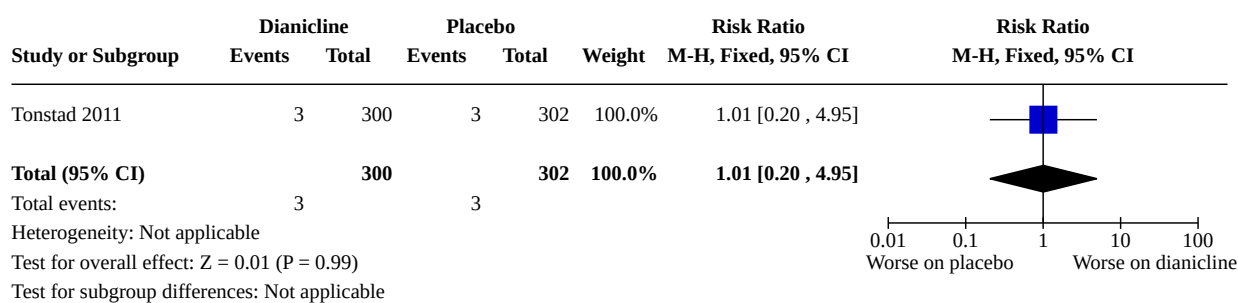 Dianicline Placebo Risk Ratio Risk Ratio
Study or Subgroup Events Total Events Total Weight M-H, Fixed, 95% CI M-H, Fixed, 95% CI
Tonstad 2011 3 300 3 302 100.0% 1.01 [0.20 , 4.95]
Total (95% CI) 300 302 100.0% 1.01 [0.20 , 4.95]
Total events: 3 3
Heterogeneity: Not applicable
0.01 0.1 1 10 100
Test for overall effect: Z = 0.01 (P = 0.99) Worse on placebo Worse on dianicline
Test for subgroup differences: Not applicable